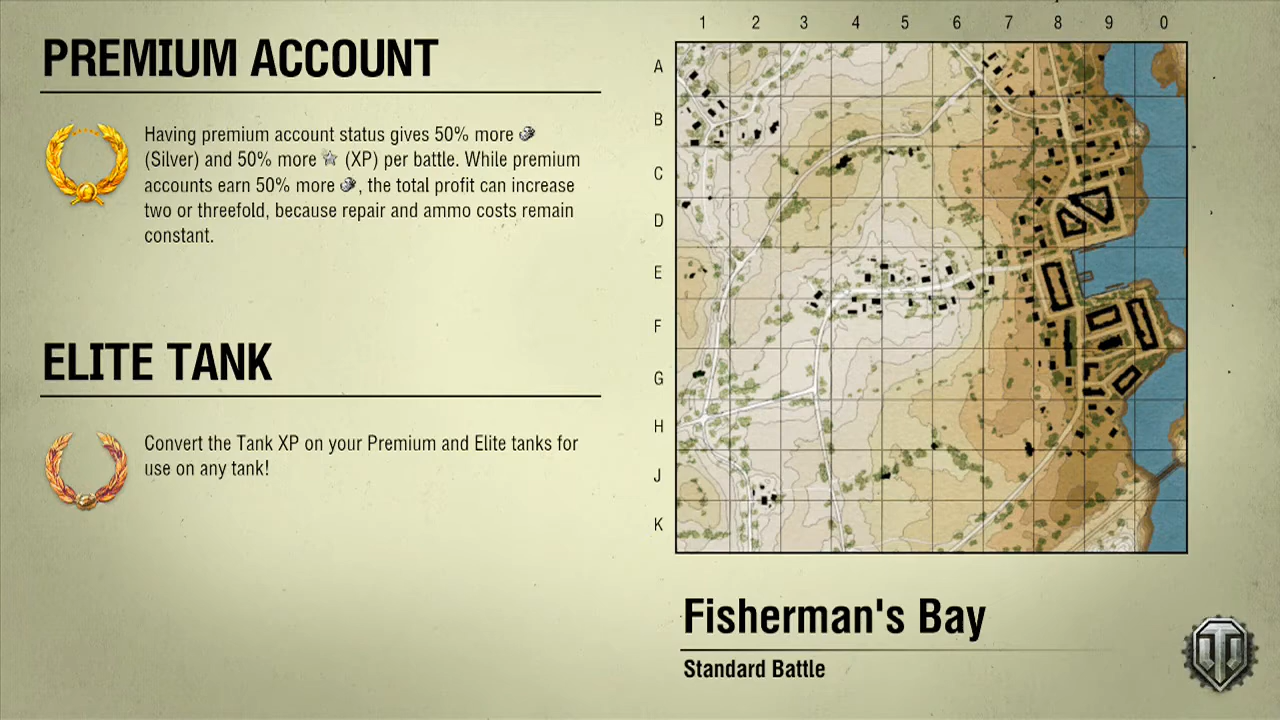 PREMIUM ACCOUNT
Having premium account status gives 50% more
(Silver) and 50% more (XP) per battle. While premium
accounts earn 50% more , the total profit can increase
two or threefold, because repair and ammo costs remain
constant.
ELITE TANK
Convert the Tank XP on your Premium and Elite tanks for
use on any tank!
1 2 3 4 5 6 7 8 9 0
A
B
C
D
E
F
G
H
J
K
Fisherman's Bay
Standard Battle